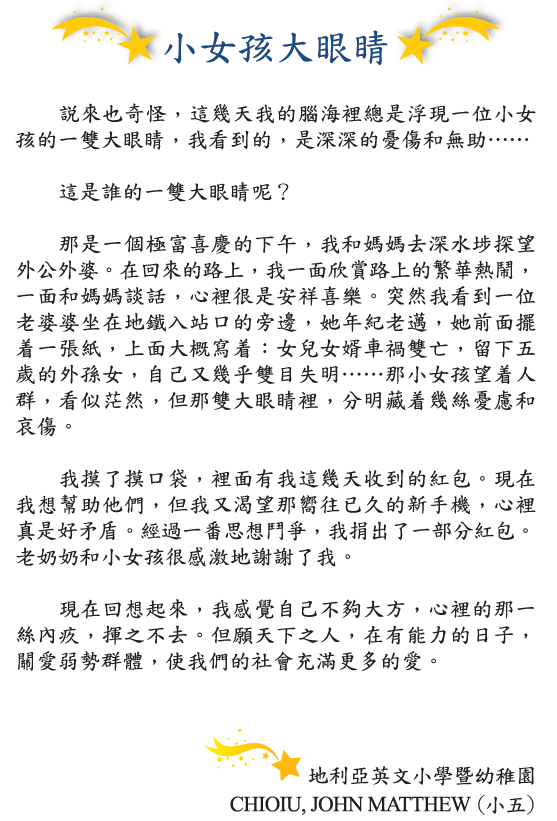 小女孩大眼睛
說來也奇怪，這幾天我的腦海裡總是浮現一位小女
孩的一雙大眼睛，我看到的，是深深的憂傷和無助⋯⋯
這是誰的一雙大眼睛呢？
那是一個極富喜慶的下午，我和媽媽去深水埗探望
外公外婆。在回來的路上，我一面欣賞路上的繁華熱鬧，
一面和媽媽談話，心裡很是安祥喜樂。突然我看到一位
老婆婆坐在地鐵入站口的旁邊，她年紀老邁，她前面擺
着一張紙，上面大概寫着：女兒女婿車禍雙亡，留下五
歲的外孫女，自己又幾乎雙目失明⋯⋯那小女孩望着人
群，看似茫然，但那雙大眼睛裡，分明藏着幾絲憂慮和
哀傷。
我摸了摸口袋，裡面有我這幾天收到的紅包。現在
我想幫助他們，但我又渴望那嚮往已久的新手機，心裡
真是好矛盾。經過一番思想鬥爭，我捐出了一部分紅包。
老奶奶和小女孩很感激地謝謝了我。
現在回想起來，我感覺自己不夠大方，心裡的那一
絲內疚，揮之不去。但願天下之人，在有能力的日子，
關愛弱勢群體，使我們的社會充滿更多的愛。
地利亞英文小學暨幼稚園
CHIOIU, JOHN MATTHEW（小五）